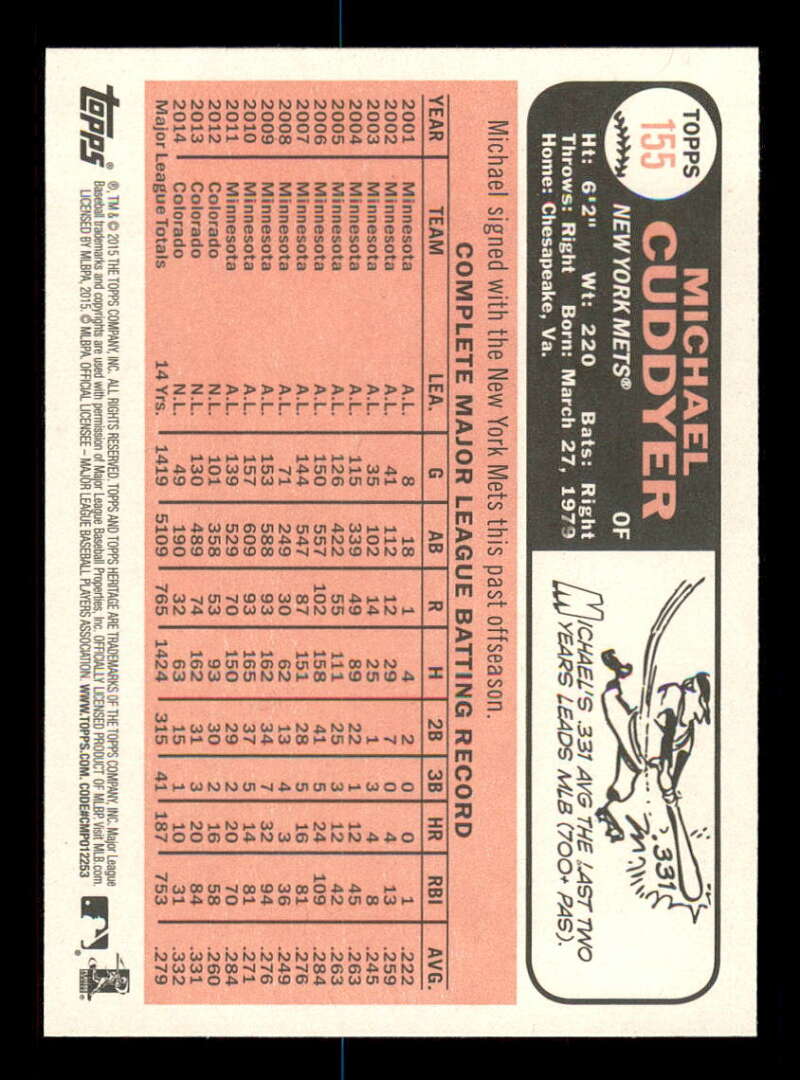 TOPPS
155
MICHAEL
CUDDYER
NEW YORK METS® OF
Ht: 6'2" Wt: 220 Bats: Right
Throws: Right Born: March 27, 1979
Home: Chesapeake, Va.
.331
MICHAEL'S .331 AVG THE LAST TWO
YEARS LEADS MLB (700+ PAS).
Michael signed with the New York Mets this past offseason.
COMPLETE MAJOR LEAGUE BATTING RECORD
YEAR TEAM LEA. G AB R H 2B 3B HR RBI AVG.
2001 Minnesota A.L. 8 18 1 4 2 0 0 1 .222
2002 Minnesota A.L. 41 112 12 29 7 0 4 13 .259
2003 Minnesota A.L. 35 102 14 25 1 3 4 8 .245
2004 Minnesota A.L. 115 339 49 89 22 1 12 45 .263
2005 Minnesota A.L. 126 422 55 111 25 3 12 42 .263
2006 Minnesota A.L. 150 557 102 158 41 5 24 109 .284
2007 Minnesota A.L. 144 547 87 151 28 5 16 81 .276
2008 Minnesota A.L. 71 249 30 62 13 4 3 36 .249
2009 Minnesota A.L. 153 588 93 162 34 7 32 94 .276
2010 Minnesota A.L. 157 609 93 165 37 5 14 81 .271
2011 Minnesota A.L. 139 529 70 150 29 2 20 70 .284
2012 Colorado N.L. 101 358 53 93 30 2 16 58 .260
2013 Colorado N.L. 130 489 74 162 31 3 20 84 .331
2014 Colorado N.L. 49 190 32 63 15 1 10 31 .332
Major League Totals 14 Yrs. 1419 5109 765 1424 315 41 187 753 .279
topps®
®, TM & © 2015 THE TOPPS COMPANY, INC. ALL RIGHTS RESERVED. TOPPS AND TOPPS HERITAGE ARE TRADEMARKS OF THE TOPPS COMPANY, INC. Major League
Baseball trademarks and copyrights are used with permission of Major League Baseball Properties, Inc. OFFICIALLY LICENSED PRODUCT OF MLBP. Visit MLB.com.
LICENSED BY MLBPA, 2015. © MLBPA. OFFICIAL LICENSEE – MAJOR LEAGUE BASEBALL PLAYERS ASSOCIATION. WWW.TOPPS.COM. CODE#CMP012253